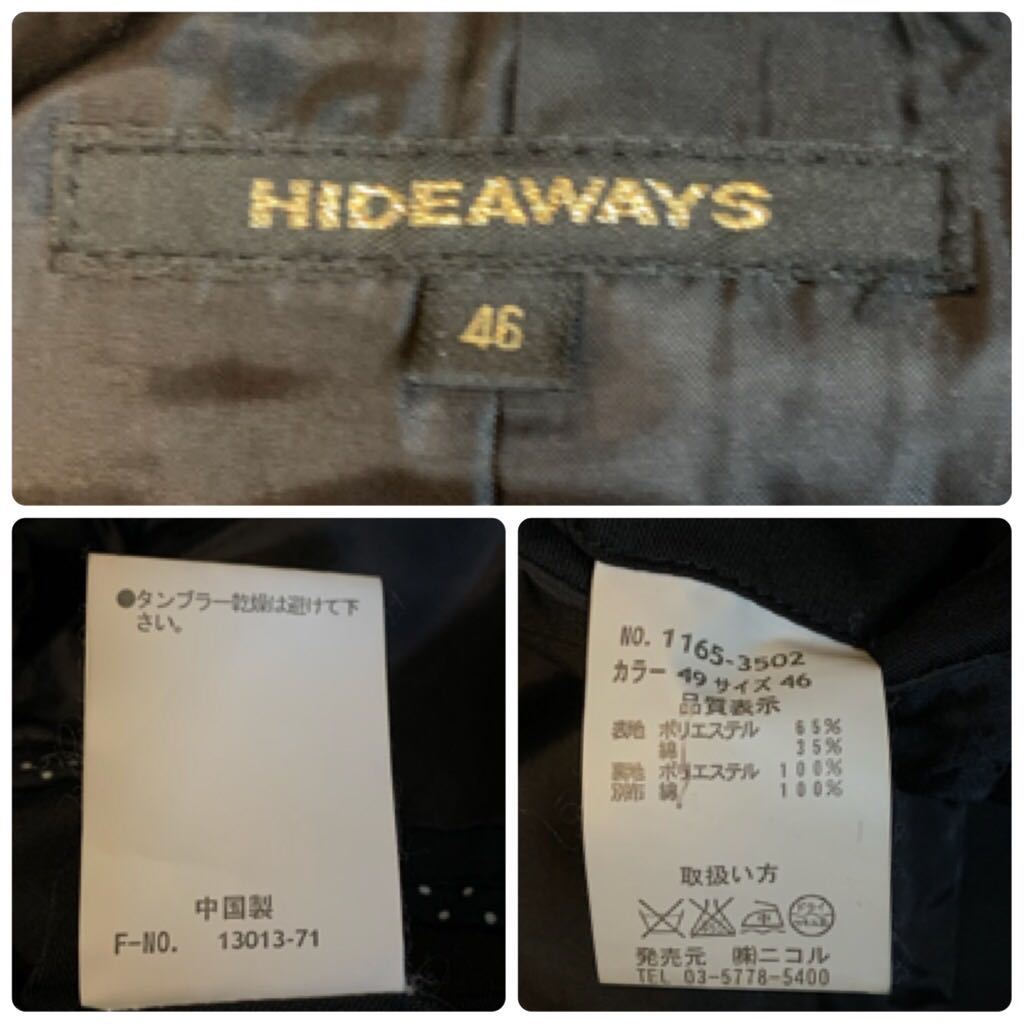 HIDEAWAYS
46
●タンブラー乾燥は避けて下
さい。
中国製
F-NO. 13013-71
NO. 1165-3502
カラー 49 サイズ 46
品質表示
表地 ポリエステル 65%
綿 35%
裏地 ポリエステル 100%
別布 綿 100%
取扱い方
中 ドライ
発売元 ㈱ニコル
TEL 03-5778-5400